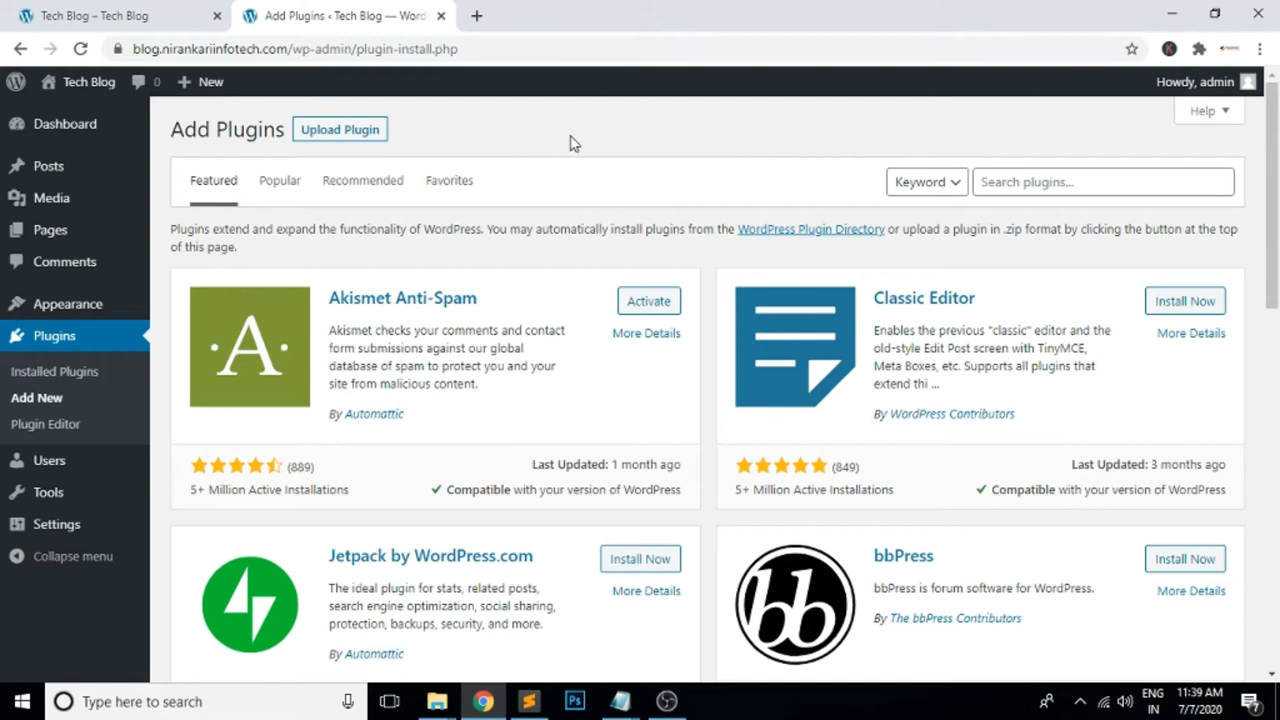 Tech Blog – Tech Blog
Add Plugins ‹ Tech Blog — Word
blog.nirankariinfotech.com/wp-admin/plugin-install.php
Tech Blog
0
New
Howdy, admin
Dashboard
Posts
Media
Pages
Comments
Appearance
Plugins
Installed Plugins
Add New
Plugin Editor
Users
Tools
Settings
Collapse menu
Help
Add Plugins
Upload Plugin
Featured
Popular
Recommended
Favorites
Keyword
Search plugins...
Plugins extend and expand the functionality of WordPress. You may automatically install plugins from the WordPress Plugin Directory or upload a plugin in .zip format by clicking the button at the top
of this page.
·A·
Akismet Anti-Spam
Activate
More Details
Akismet checks your comments and contact
form submissions against our global
database of spam to protect you and your
site from malicious content.
By Automattic
(889)
Last Updated: 1 month ago
5+ Million Active Installations
Compatible with your version of WordPress
Classic Editor
Install Now
More Details
Enables the previous "classic" editor and the
old-style Edit Post screen with TinyMCE,
Meta Boxes, etc. Supports all plugins that
extend thi ...
By WordPress Contributors
(849)
Last Updated: 3 months ago
5+ Million Active Installations
Compatible with your version of WordPress
Jetpack by WordPress.com
Install Now
More Details
The ideal plugin for stats, related posts,
search engine optimization, social sharing,
protection, backups, security, and more.
By Automattic
bb
bbPress
Install Now
More Details
bbPress is forum software for WordPress.
By The bbPress Contributors
Type here to search
Ps
ENG
IN
11:39 AM
7/7/2020